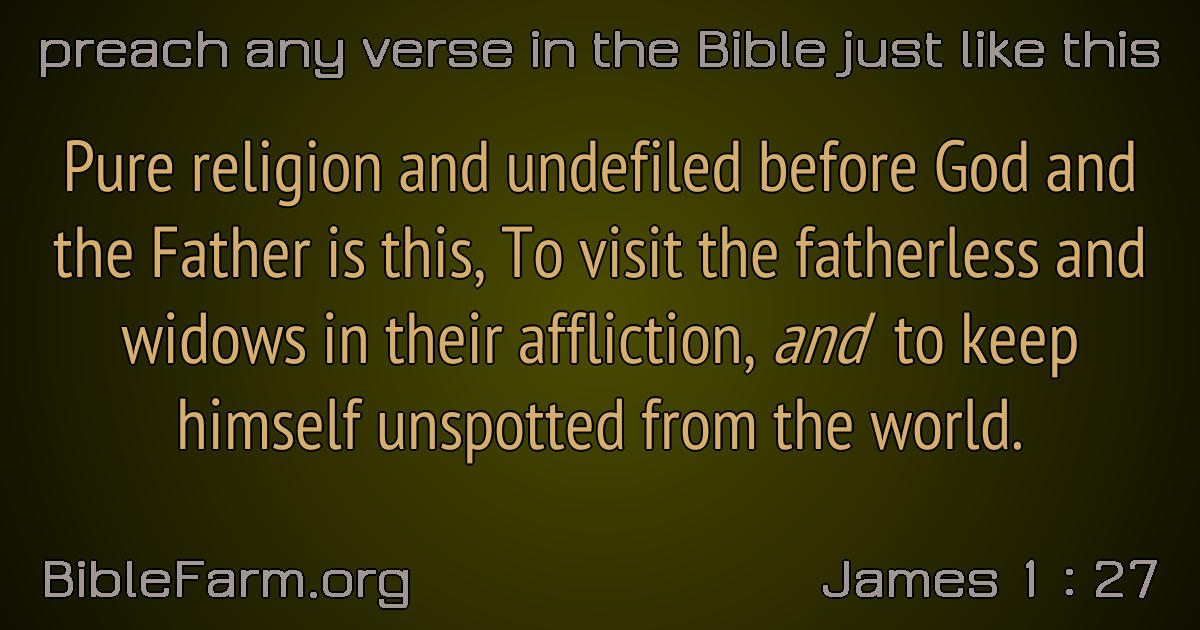 preach any verse in the Bible just like this
Pure religion and undefiled before God and
the Father is this, To visit the fatherless and
widows in their affliction, and to keep
himself unspotted from the world.
BibleFarm.org
James 1 : 27